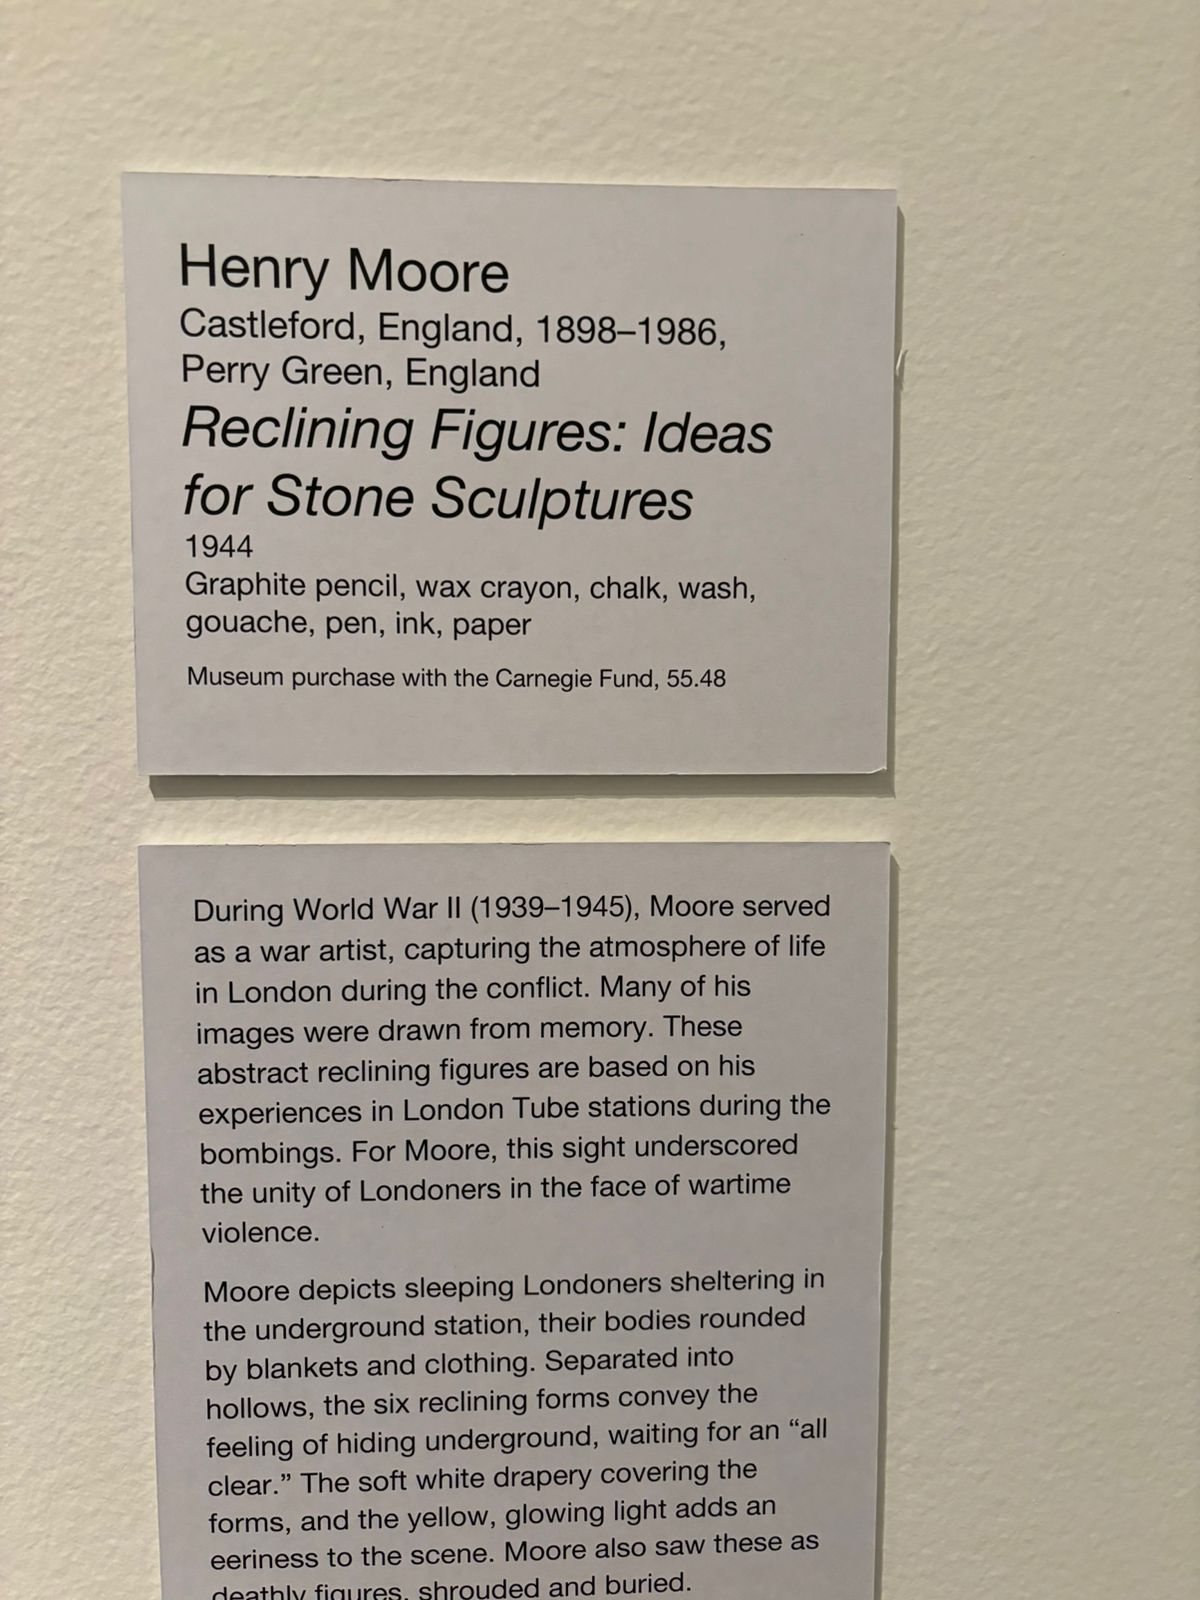 Henry Moore
Castleford, England, 1898–1986,
Perry Green, England
Reclining Figures: Ideas
for Stone Sculptures
1944
Graphite pencil, wax crayon, chalk, wash,
gouache, pen, ink, paper
Museum purchase with the Carnegie Fund, 55.48
During World War II (1939–1945), Moore served
as a war artist, capturing the atmosphere of life
in London during the conflict. Many of his
images were drawn from memory. These
abstract reclining figures are based on his
experiences in London Tube stations during the
bombings. For Moore, this sight underscored
the unity of Londoners in the face of wartime
violence.
Moore depicts sleeping Londoners sheltering in
the underground station, their bodies rounded
by blankets and clothing. Separated into
hollows, the six reclining forms convey the
feeling of hiding underground, waiting for an “all
clear.” The soft white drapery covering the
forms, and the yellow, glowing light adds an
eeriness to the scene. Moore also saw these as
deathly figures, shrouded and buried.